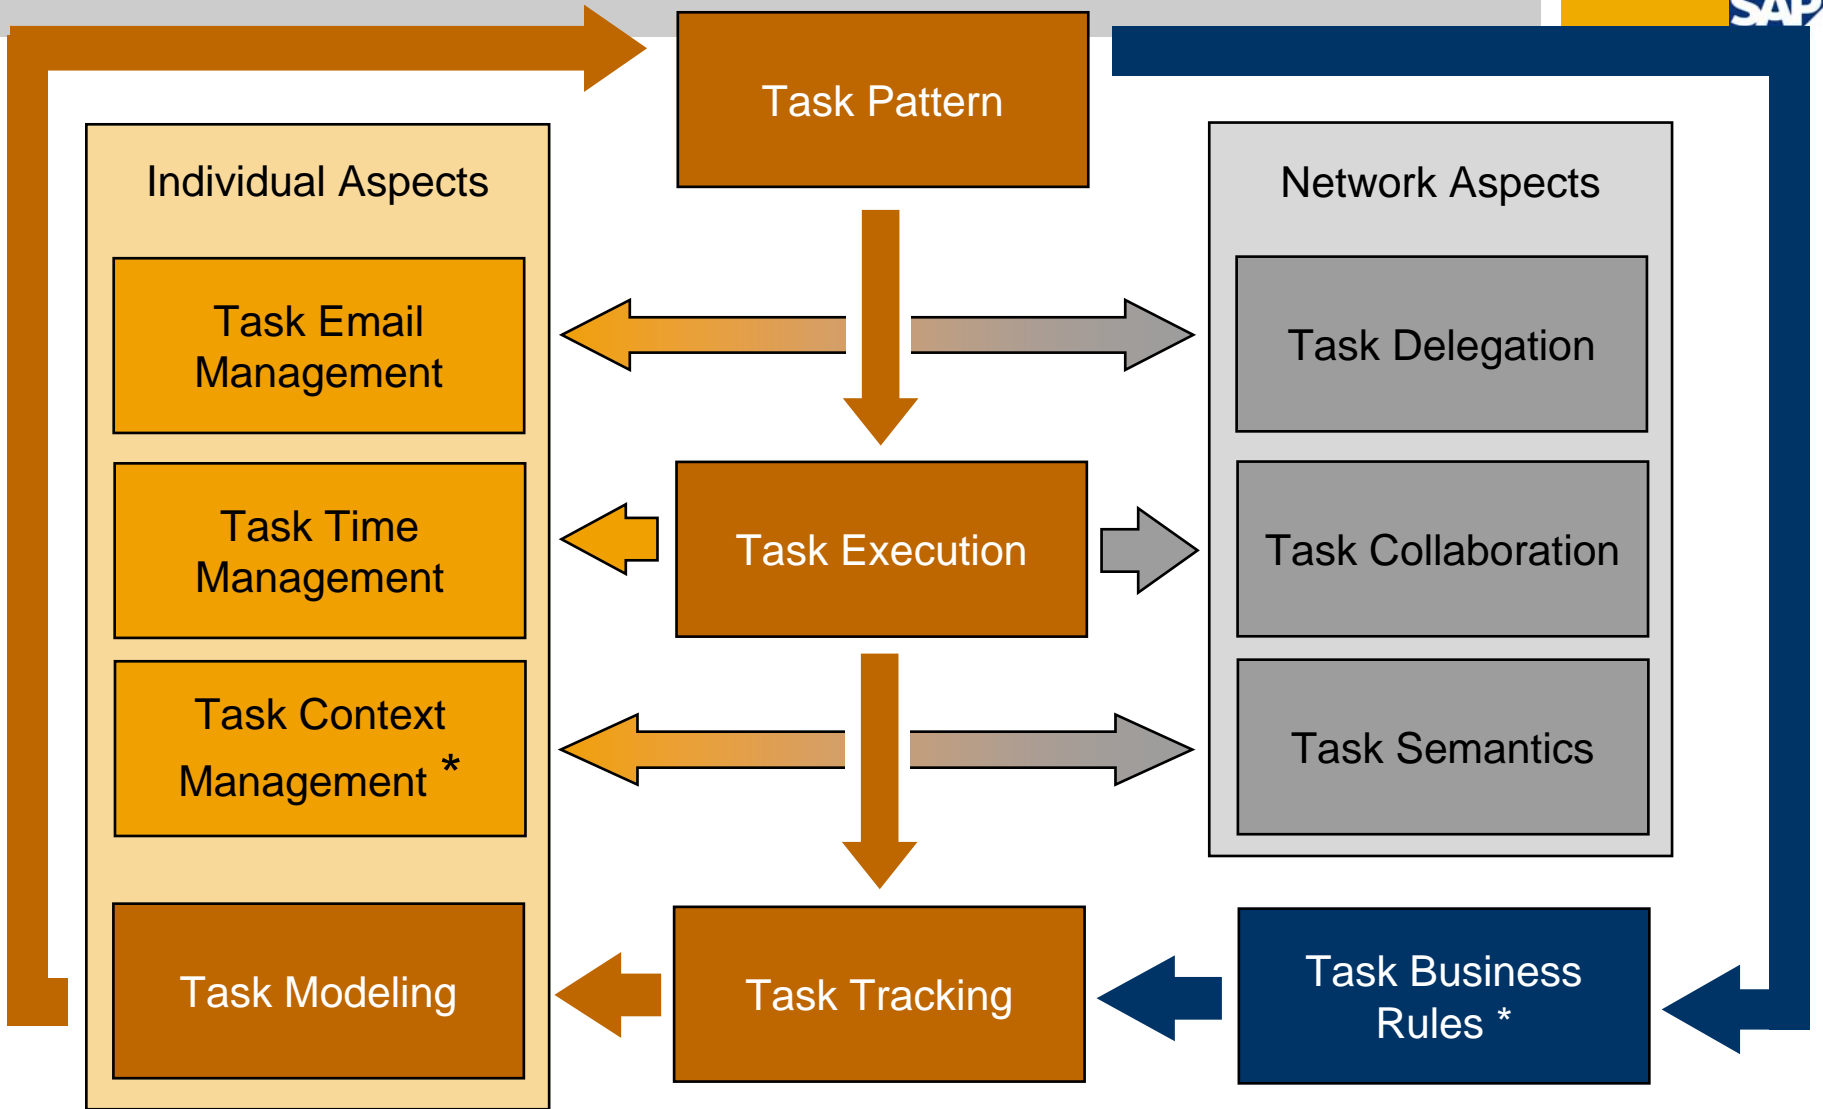 SAP
Task Pattern
Individual Aspects
Network Aspects
Task Email
Management
Task Delegation
Task Time
Management
Task Execution
Task Collaboration
Task Context
Management *
Task Semantics
Task Modeling
Task Tracking
Task Business
Rules *